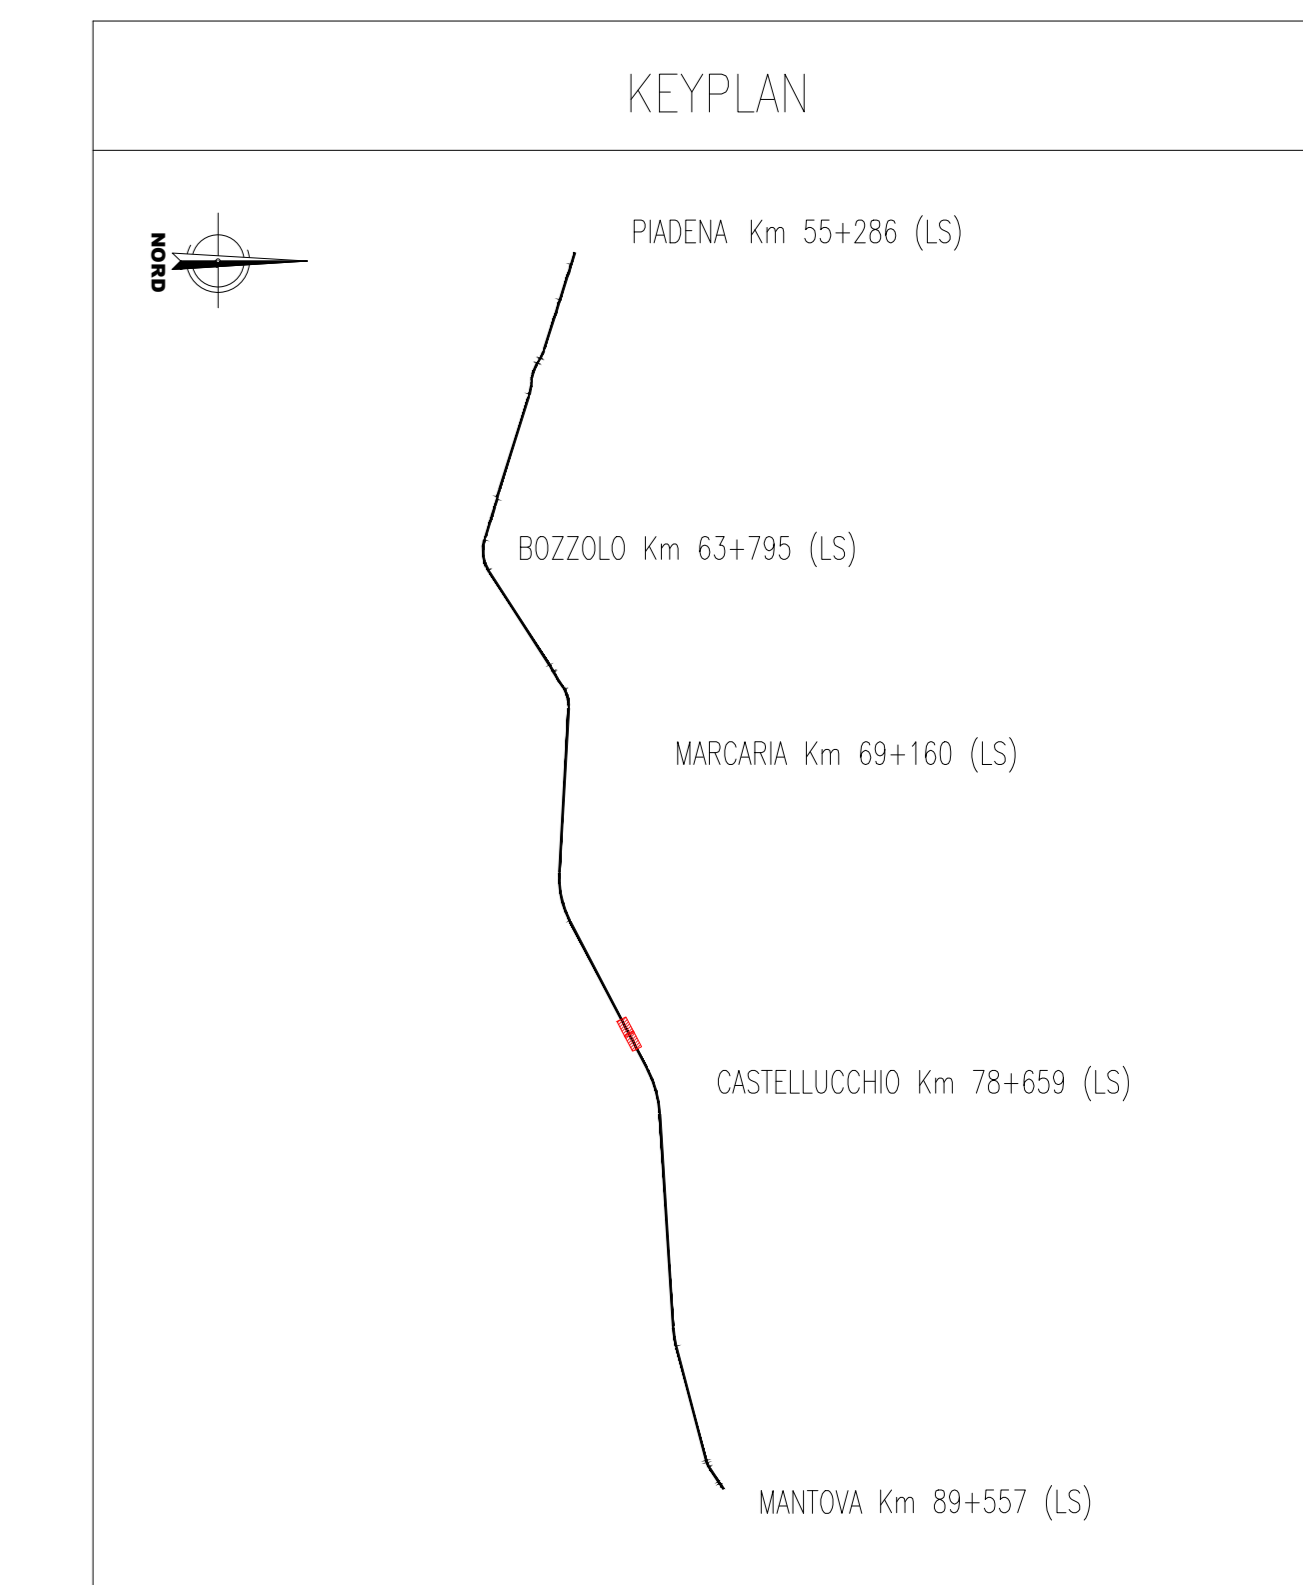 KEYPLAN
NORD
PIADENA Km 55+286 (LS)
BOZZOLO Km 63+795 (LS)
MARCARIA Km 69+160 (LS)
CASTELLUCCHIO Km 78+659 (LS)
MANTOVA Km 89+557 (LS)